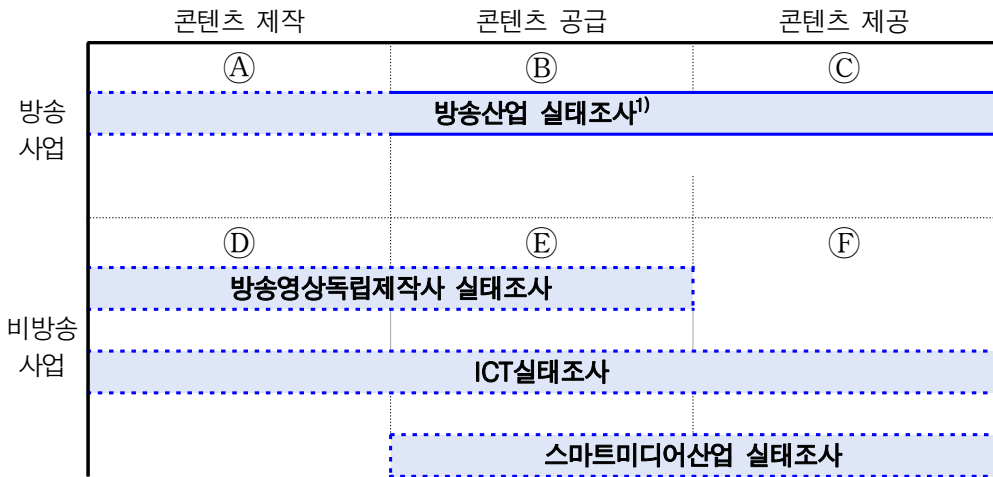 콘텐츠 제작 콘텐츠 공급 콘텐츠 제공
Ⓐ Ⓑ Ⓒ
방송
사업
방송산업 실태조사1)
Ⓓ Ⓔ Ⓕ
방송영상독립제작사 실태조사
비방송
사업
ICT실태조사
스마트미디어산업 실태조사